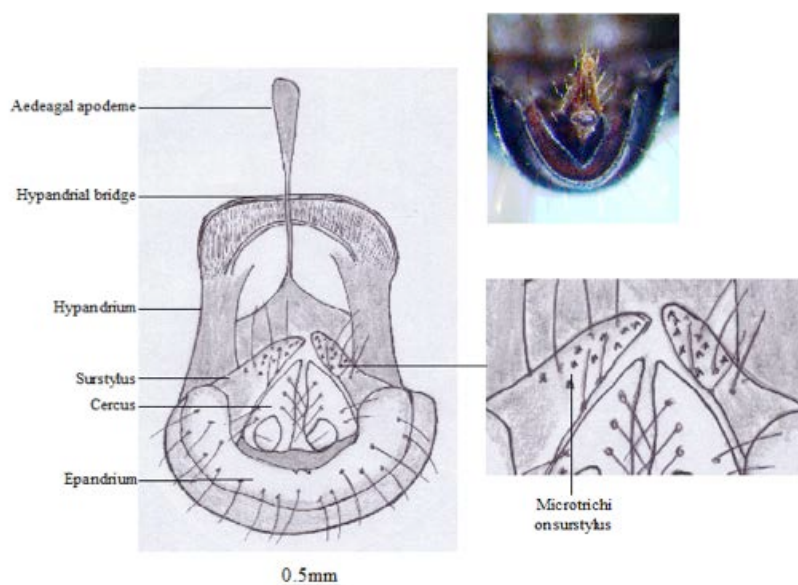 Aedeagal apodeme
Hypandrial bridge
Hypandrium
Surstylus
Cercus
Epandrium
Microtrichi
onsurstylus
0.5mm